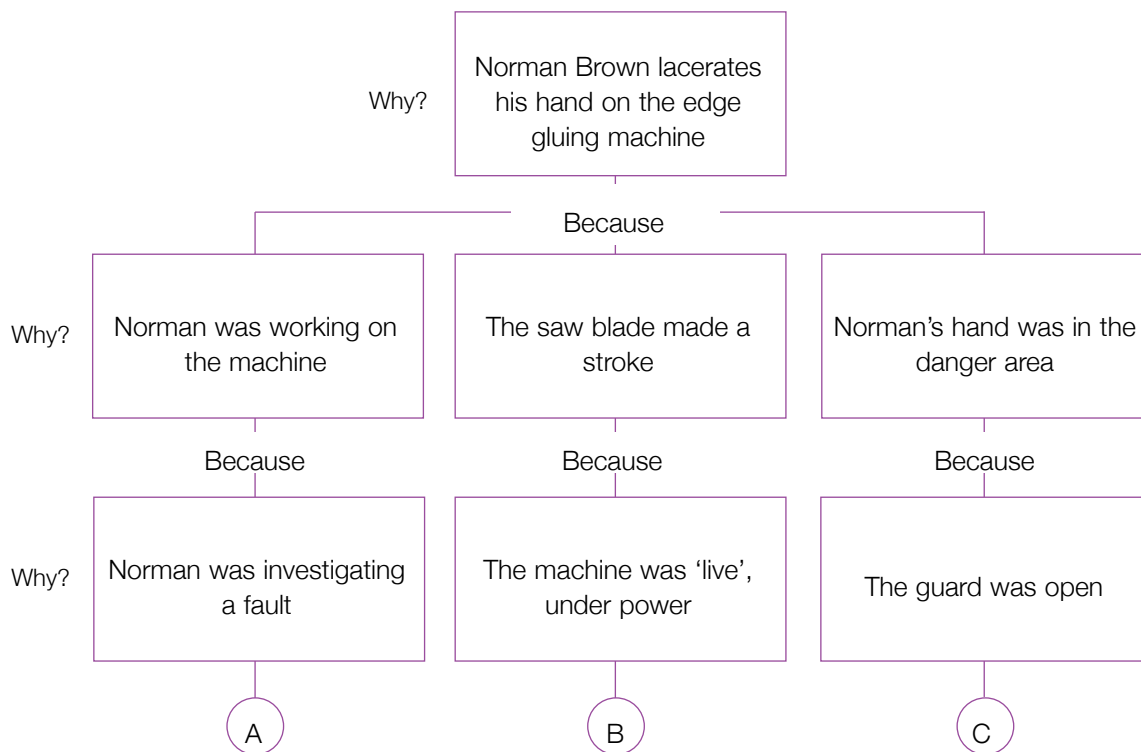 Why?
Norman Brown lacerates
his hand on the edge
gluing machine
Because
Why?
Norman was working on
the machine
The saw blade made a
stroke
Norman’s hand was in the
danger area
Because
Because
Because
Why?
Norman was investigating
a fault
The machine was ‘live’,
under power
The guard was open
A
B
C